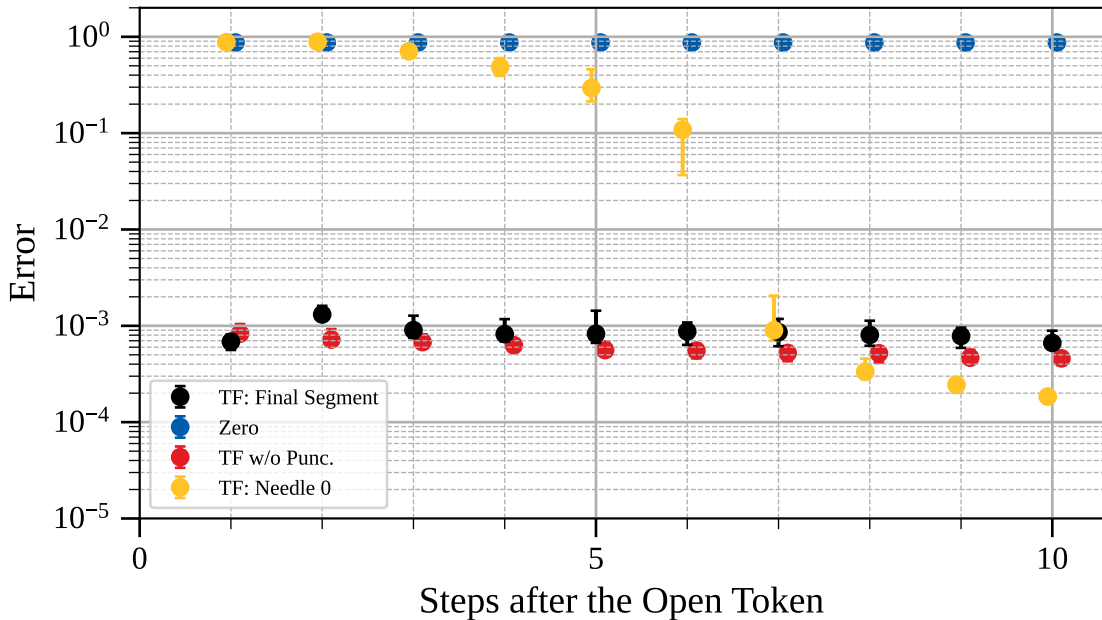 10⁰
10⁻¹
10⁻²
10⁻³
10⁻⁴
10⁻⁵
Error
TF: Final Segment
Zero
TF w/o Punc.
TF: Needle 0
0
5
10
Steps after the Open Token